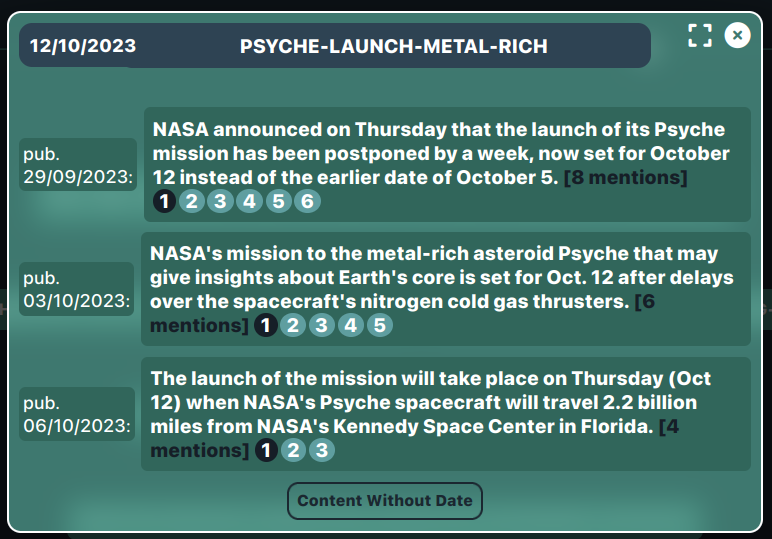 12/10/2023 PSYCHE-LAUNCH-METAL-RICH
pub.
29/09/2023:
NASA announced on Thursday that the launch of its Psyche
mission has been postponed by a week, now set for October
12 instead of the earlier date of October 5. [8 mentions]
1 2 3 4 5 6
pub.
03/10/2023:
NASA's mission to the metal-rich asteroid Psyche that may
give insights about Earth's core is set for Oct. 12 after delays
over the spacecraft's nitrogen cold gas thrusters. [6
mentions] 1 2 3 4 5
pub.
06/10/2023:
The launch of the mission will take place on Thursday (Oct
12) when NASA's Psyche spacecraft will travel 2.2 billion
miles from NASA's Kennedy Space Center in Florida. [4
mentions] 1 2 3
Content Without Date